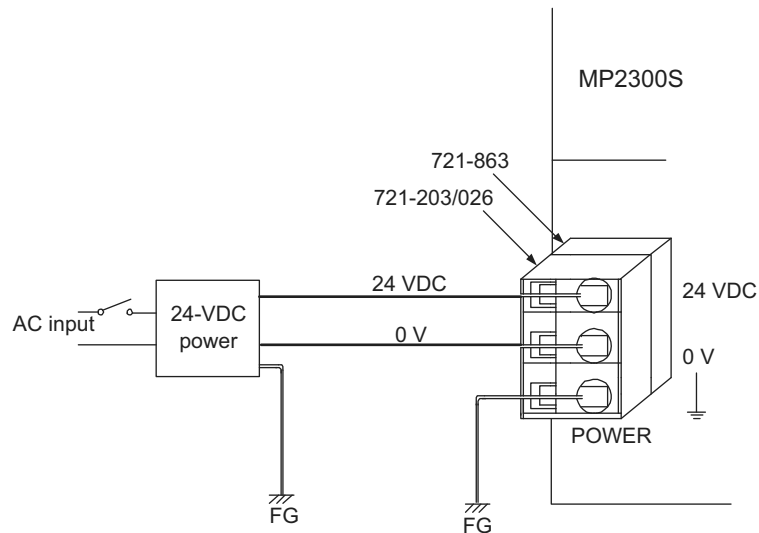 MP2300S
721-863
721-203/026
24 VDC
24 VDC
AC input
24-VDC
power
0 V
0 V
POWER
FG
FG